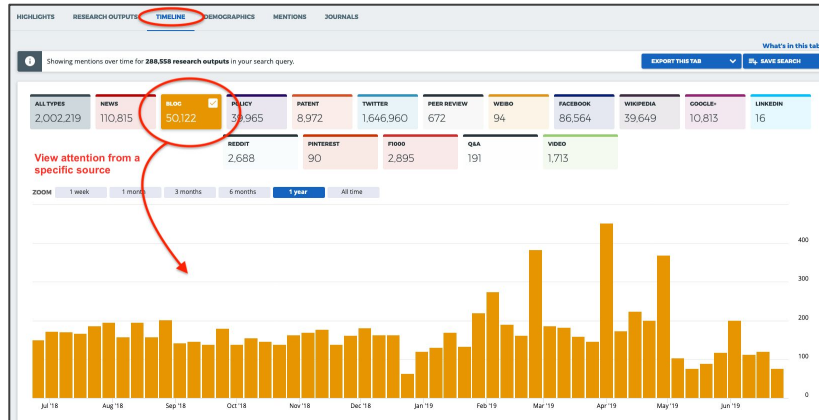 HIGHLIGHTS RESEARCH OUTPUTS TIMELINE DEMOGRAPHICS MENTIONS JOURNALS
What's in this tab
Showing mentions over time for 288,558 research outputs in your search query.
EXPORT THIS TAB SAVE SEARCH
ALL TYPES NEWS BLOG POLICY PATENT TWITTER PEER REVIEW WEIBO FACEBOOK WIKIPEDIA GOOGLE+ LINKEDIN
2,002,219 110,815 50,122 39,965 8,972 1,646,960 672 94 86,564 39,649 10,813 16
REDDIT PINTEREST F1000 Q&A VIDEO
2,688 90 2,895 191 1,713
View attention from a
specific source
ZOOM 1 week 1 month 3 months 6 months 1 year All time
400
300
200
100
0
Jul '18 Aug '18 Sep '18 Oct '18 Nov '18 Dec '18 Jan '19 Feb '19 Mar '19 Apr '19 May '19 Jun '19